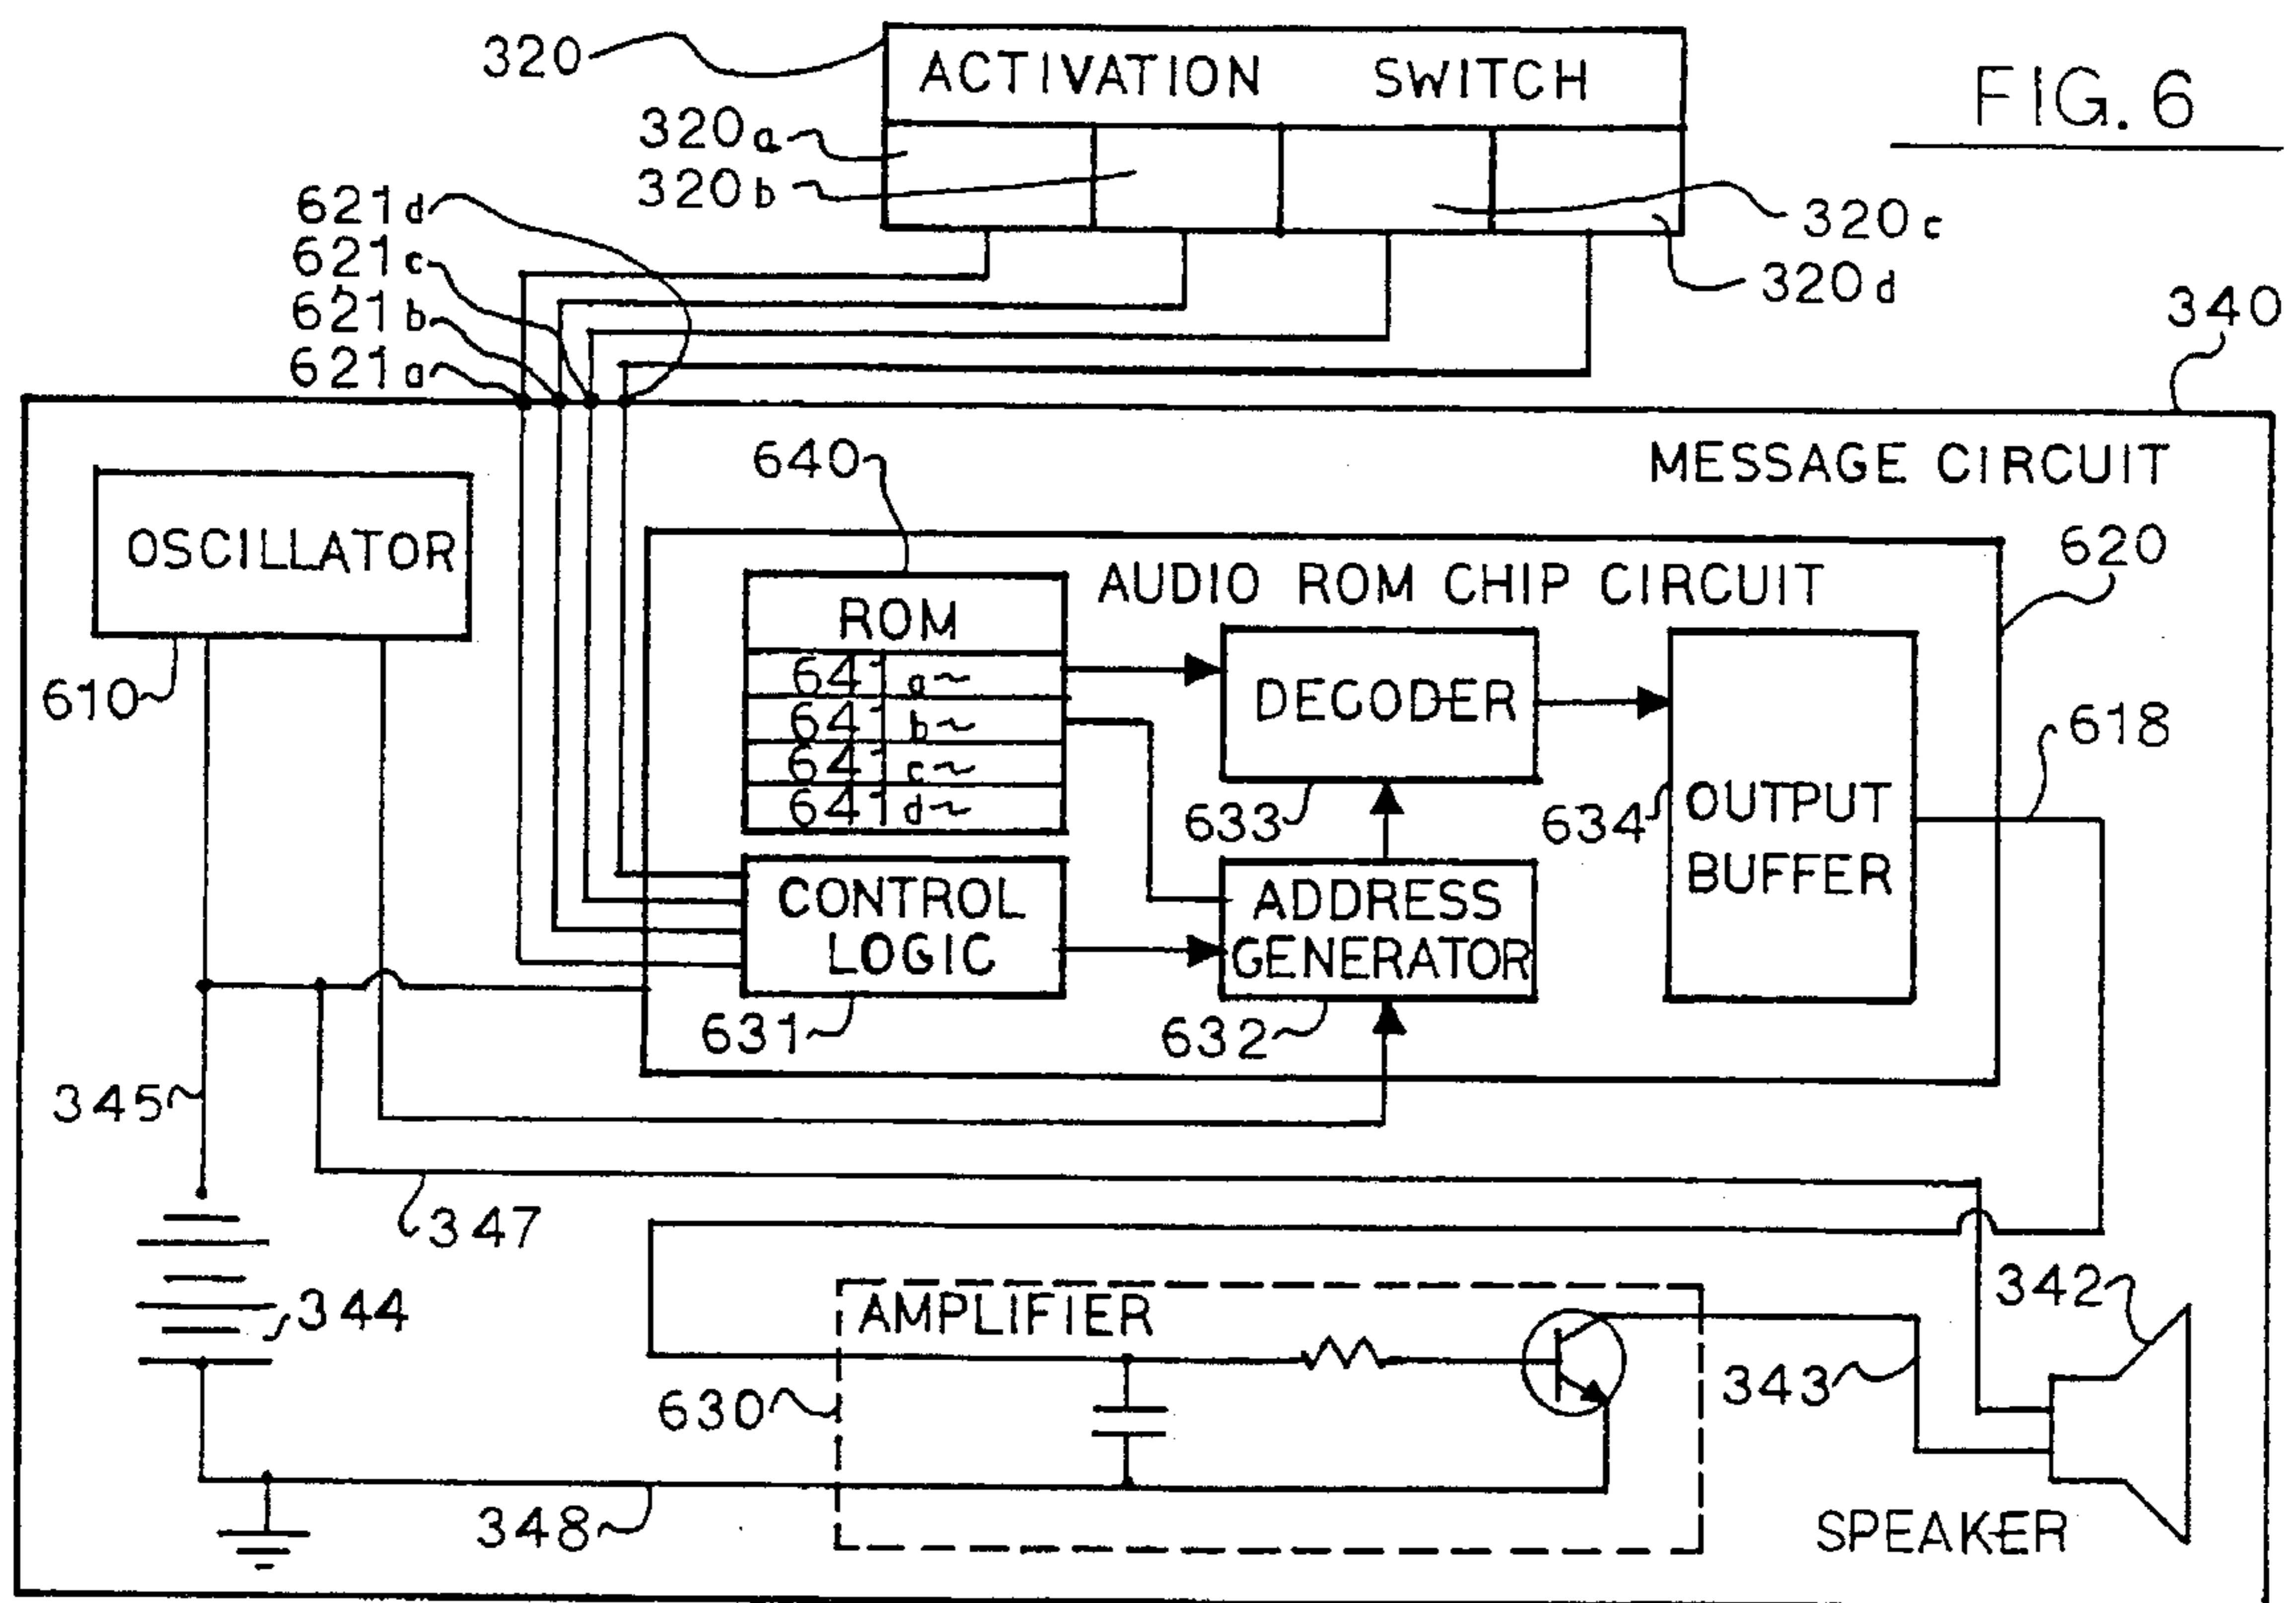 FIG. 6
320
ACTIVATION SWITCH
320a
320b
320c
320d
621d
621c
621b
621a
340
MESSAGE CIRCUIT
OSCILLATOR
610
640
AUDIO ROM CHIP CIRCUIT
620
ROM
641a
641b
641c
641d
DECODER
633
634
OUTPUT
BUFFER
618
CONTROL
LOGIC
631
ADDRESS
GENERATOR
632
345
347
344
AMPLIFIER
630
342
343
348
SPEAKER